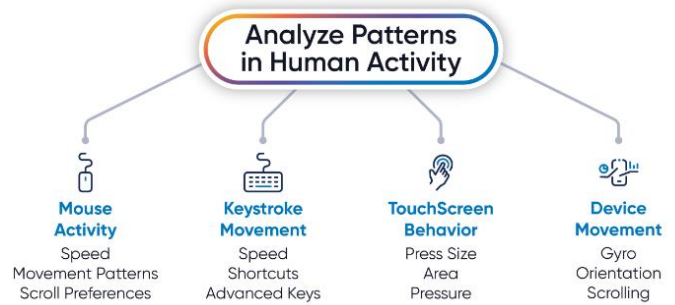 Analyze Patterns
in Human Activity
Mouse
Activity
Speed
Movement Patterns
Scroll Preferences
Keystroke
Movement
Speed
Shortcuts
Advanced Keys
TouchScreen
Behavior
Press Size
Area
Pressure
Device
Movement
Gyro
Orientation
Scrolling